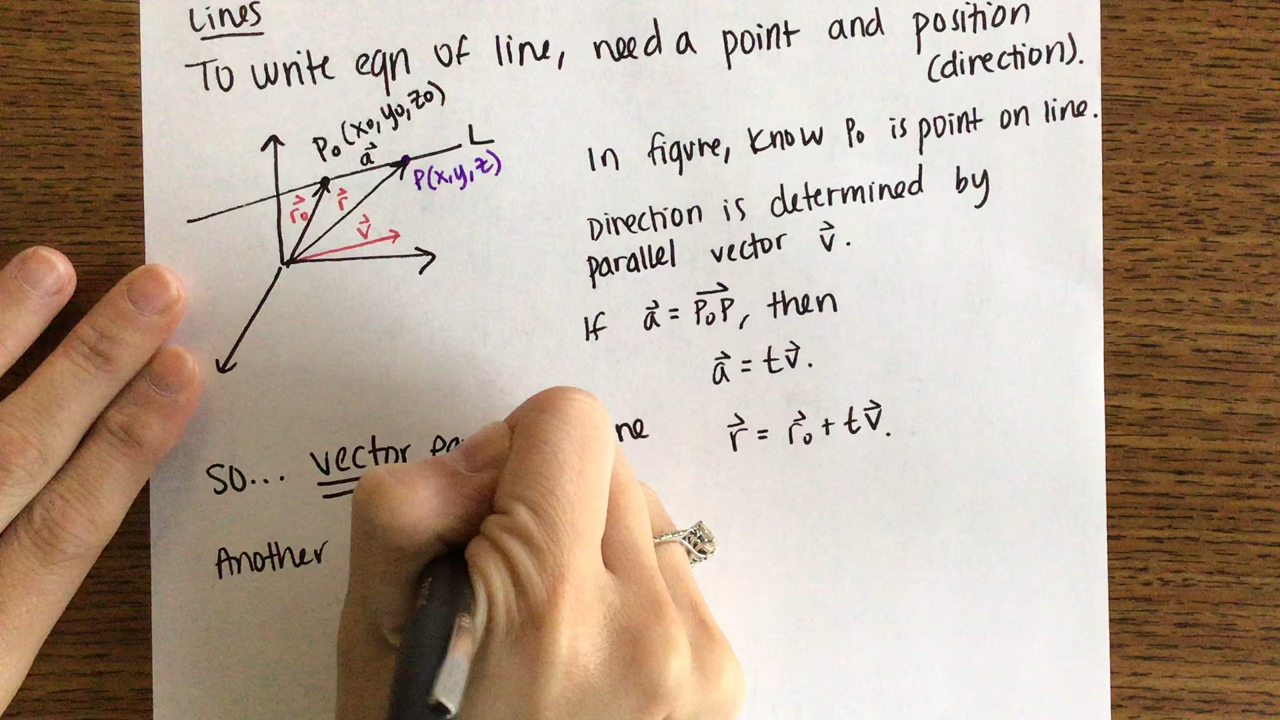 Lines
To write eqn of line, need a point and position
(direction).
P₀(x₀,y₀,z₀)
a⃗
L
P(x,y,z)
r⃗₀
r⃗
v⃗
In figure, know P₀ is point on line.
Direction is determined by
parallel vector v⃗.
If a⃗ = P₀P⃗, then
a⃗ = tv⃗.
So... vector
r⃗ = r⃗₀ + tv⃗.
Another